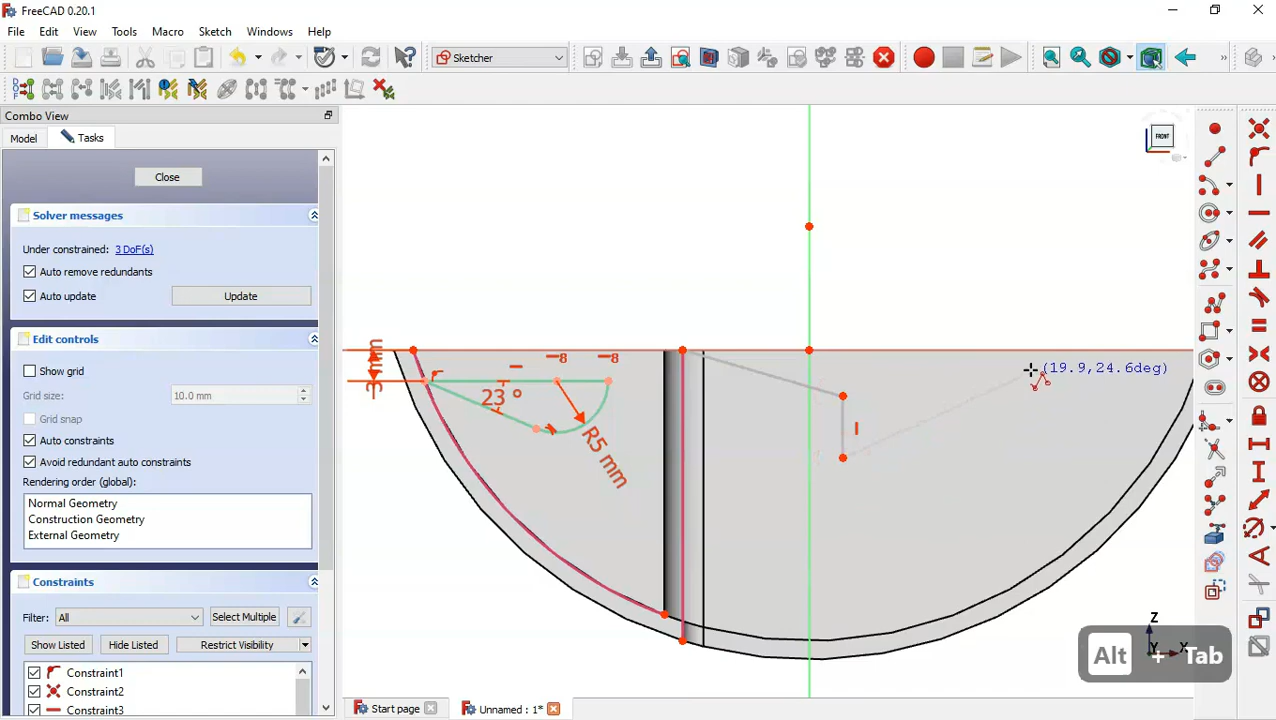 FreeCAD 0.20.1
File Edit View Tools Macro Sketch Windows Help
Sketcher
Combo View
Model Tasks
Close
Solver messages
Under constrained: 3 DoF(s)
Auto remove redundants
Auto update Update
Edit controls
Show grid
Grid size: 10.0 mm
Grid snap
Auto constraints
Avoid redundant auto constraints
Rendering order (global):
Normal Geometry
Construction Geometry
External Geometry
Constraints
Filter: All Select Multiple
Show Listed Hide Listed Restrict Visibility
Constraint1
Constraint2
Constraint3
FRONT
3 mm
8 8
23 °
R5 mm
(19.9,24.6deg)
Z
Y X
Alt + Tab
Start page Unnamed : 1*